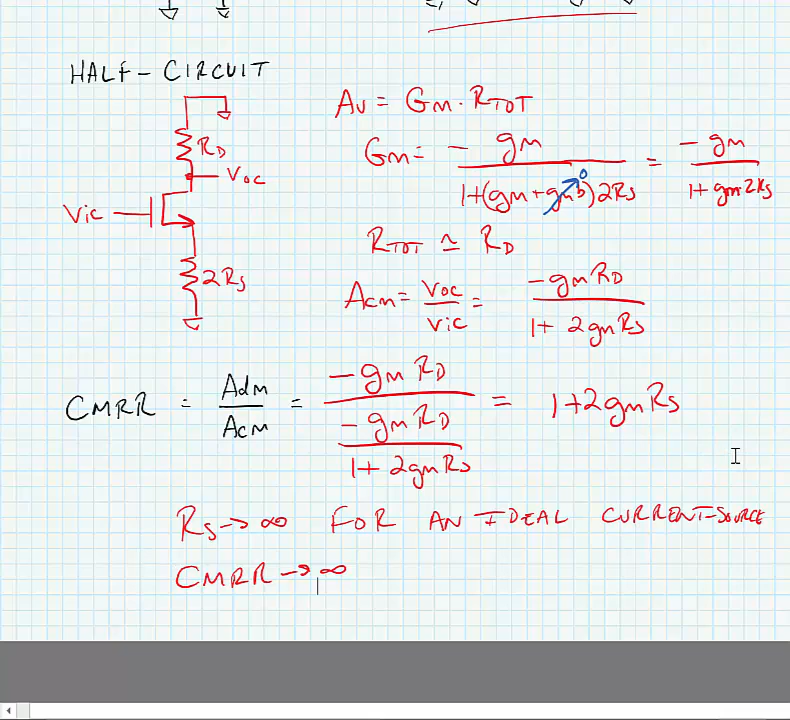 HALF-CIRCUIT
RD
Voc
Vic
2Rs
Av = Gm · RTOT
Gm = -gm / 1+(gm+gmb)2Rs = -gm / 1+gm·2Rs
0
RTOT ≃ RD
Acm = Voc / Vic = -gmRD / 1+2gmRs
CMRR = Adm / Acm = -gmRD / (-gmRD / 1+2gmRs) = 1+2gmRs
Rs → ∞ FOR AN IDEAL CURRENT-SOURCE
CMRR → ∞